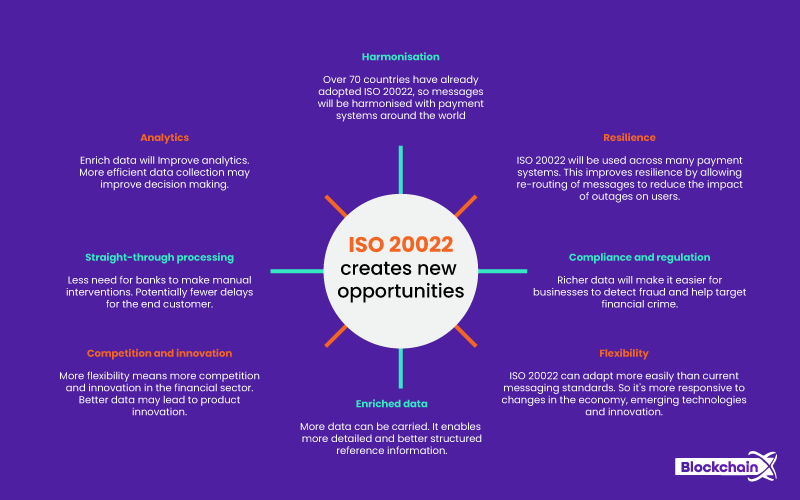 Harmonisation
Over 70 countries have already
adopted ISO 20022, so messages
will be harmonised with payment
systems around the world
Analytics
Enrich data will Improve analytics.
More efficient data collection may
improve decision making.
Resilience
ISO 20022 will be used across many payment
systems. This improves resilience by allowing
re-routing of messages to reduce the impact
of outages on users.
Straight-through processing
Less need for banks to make manual
interventions. Potentially fewer delays
for the end customer.
ISO 20022
creates new
opportunities
Compliance and regulation
Richer data will make it easier for
businesses to detect fraud and help target
financial crime.
Competition and innovation
More flexibility means more competition
and innovation in the financial sector.
Better data may lead to product
innovation.
Flexibility
ISO 20022 can adapt more easily than current
messaging standards. So it's more responsive to
changes in the economy, emerging technologies
and innovation.
Enriched data
More data can be carried. It enables
more detailed and better structured
reference information.
BlockchainX